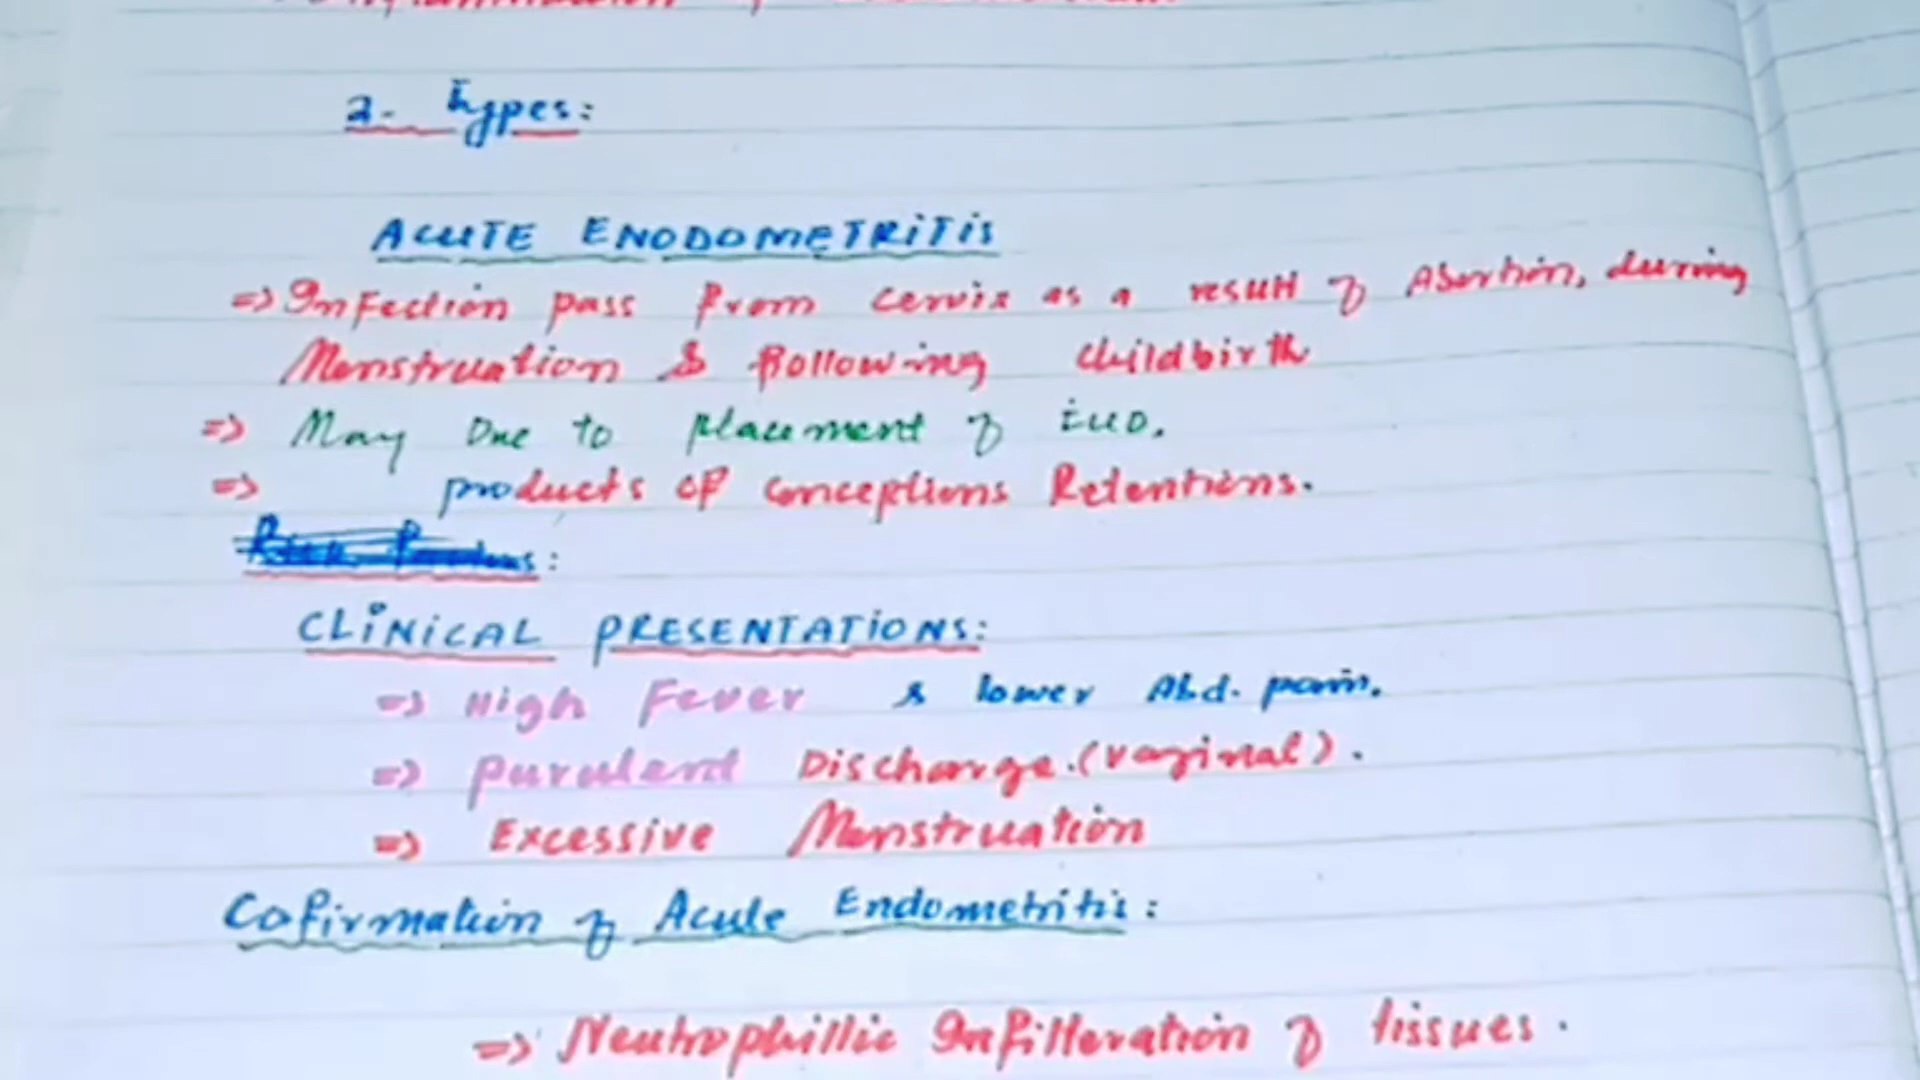 2- Types:
ACUTE ENODOMETRITIS
=> Infection pass from cervix as a result of Abortion, during
Menstruation & following childbirth
=> May Due to placement of IUD.
=> products of conceptions Retentions.
CLINICAL PRESENTATIONS:
=> High Fever & lower Abd. pain.
=> purulent Discharge.(vaginal).
=> Excessive Menstruation
Cofirmation of Acute Endometritis:
=> Neutrophillic Infilteration of tissues.